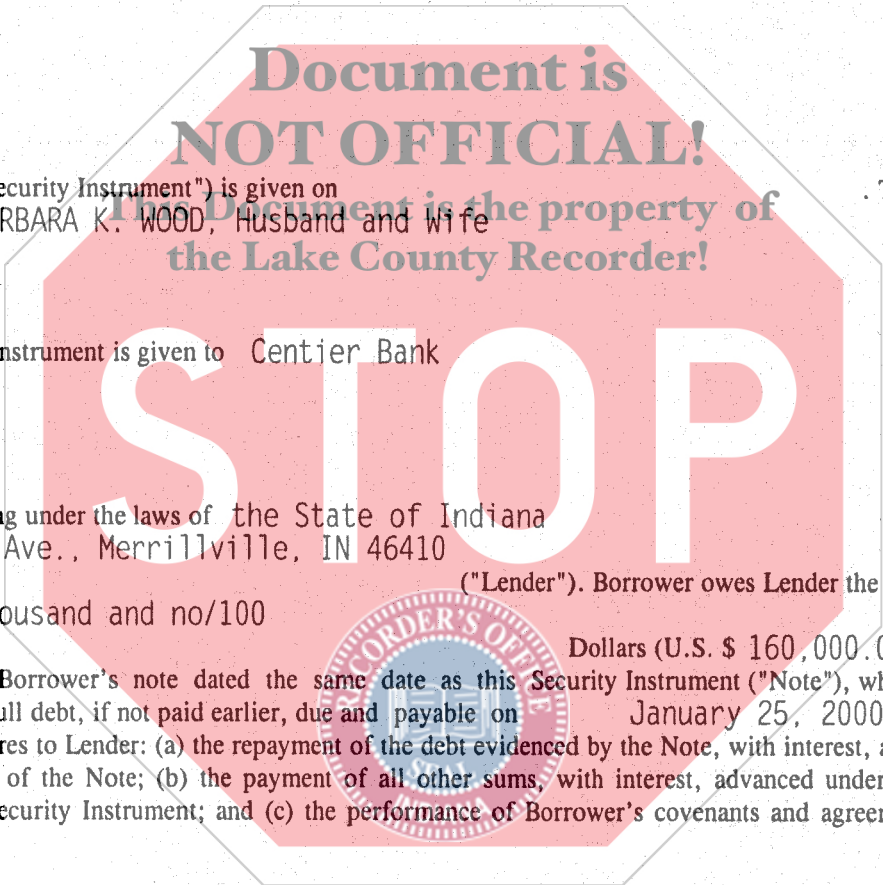 Document is
NOT OFFICIAL!
ecurity Instrument") is given on
This Document is the property of
RBARA K. WOOD, Husband and Wife
the Lake County Recorder!
nstrument is given to Centier Bank
STOP
g under the laws of the State of Indiana
Ave., Merrillville, IN 46410
("Lender"). Borrower owes Lender the
ousand and no/100
RECORDER'S OFFICE
Dollars (U.S. $ 160,000.0
Borrower's note dated the same date as this Security Instrument ("Note"), wh
ull debt, if not paid earlier, due and payable on January 25, 2000
res to Lender: (a) the repayment of the debt evidenced by the Note, with interest, a
SEAL
of the Note; (b) the payment of all other sums, with interest, advanced under
INDIANA
ecurity Instrument; and (c) the performance of Borrower's covenants and agreer